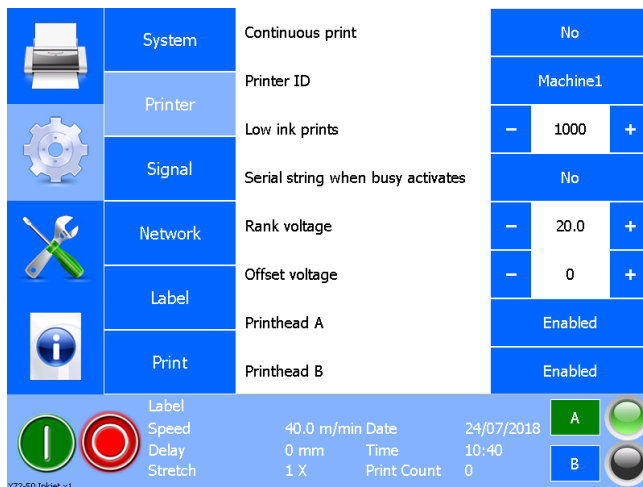 System
Printer
Signal
Network
Label
Print
Continuous print No
Printer ID Machine1
Low ink prints - 1000 +
Serial string when busy activates No
Rank voltage - 20.0 +
Offset voltage - 0 +
Printhead A Enabled
Printhead B Enabled
Label
Speed 40.0 m/min Date 24/07/2018
Delay 0 mm Time 10:40
Stretch 1 X Print Count 0
A
B